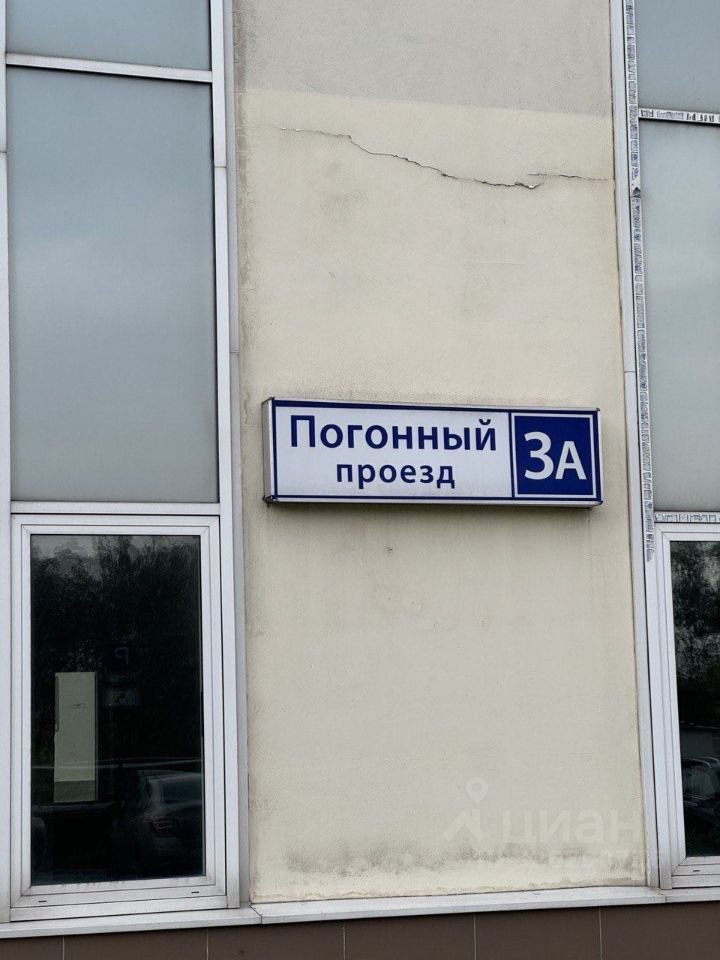 Погонный
проезд
3А
циан